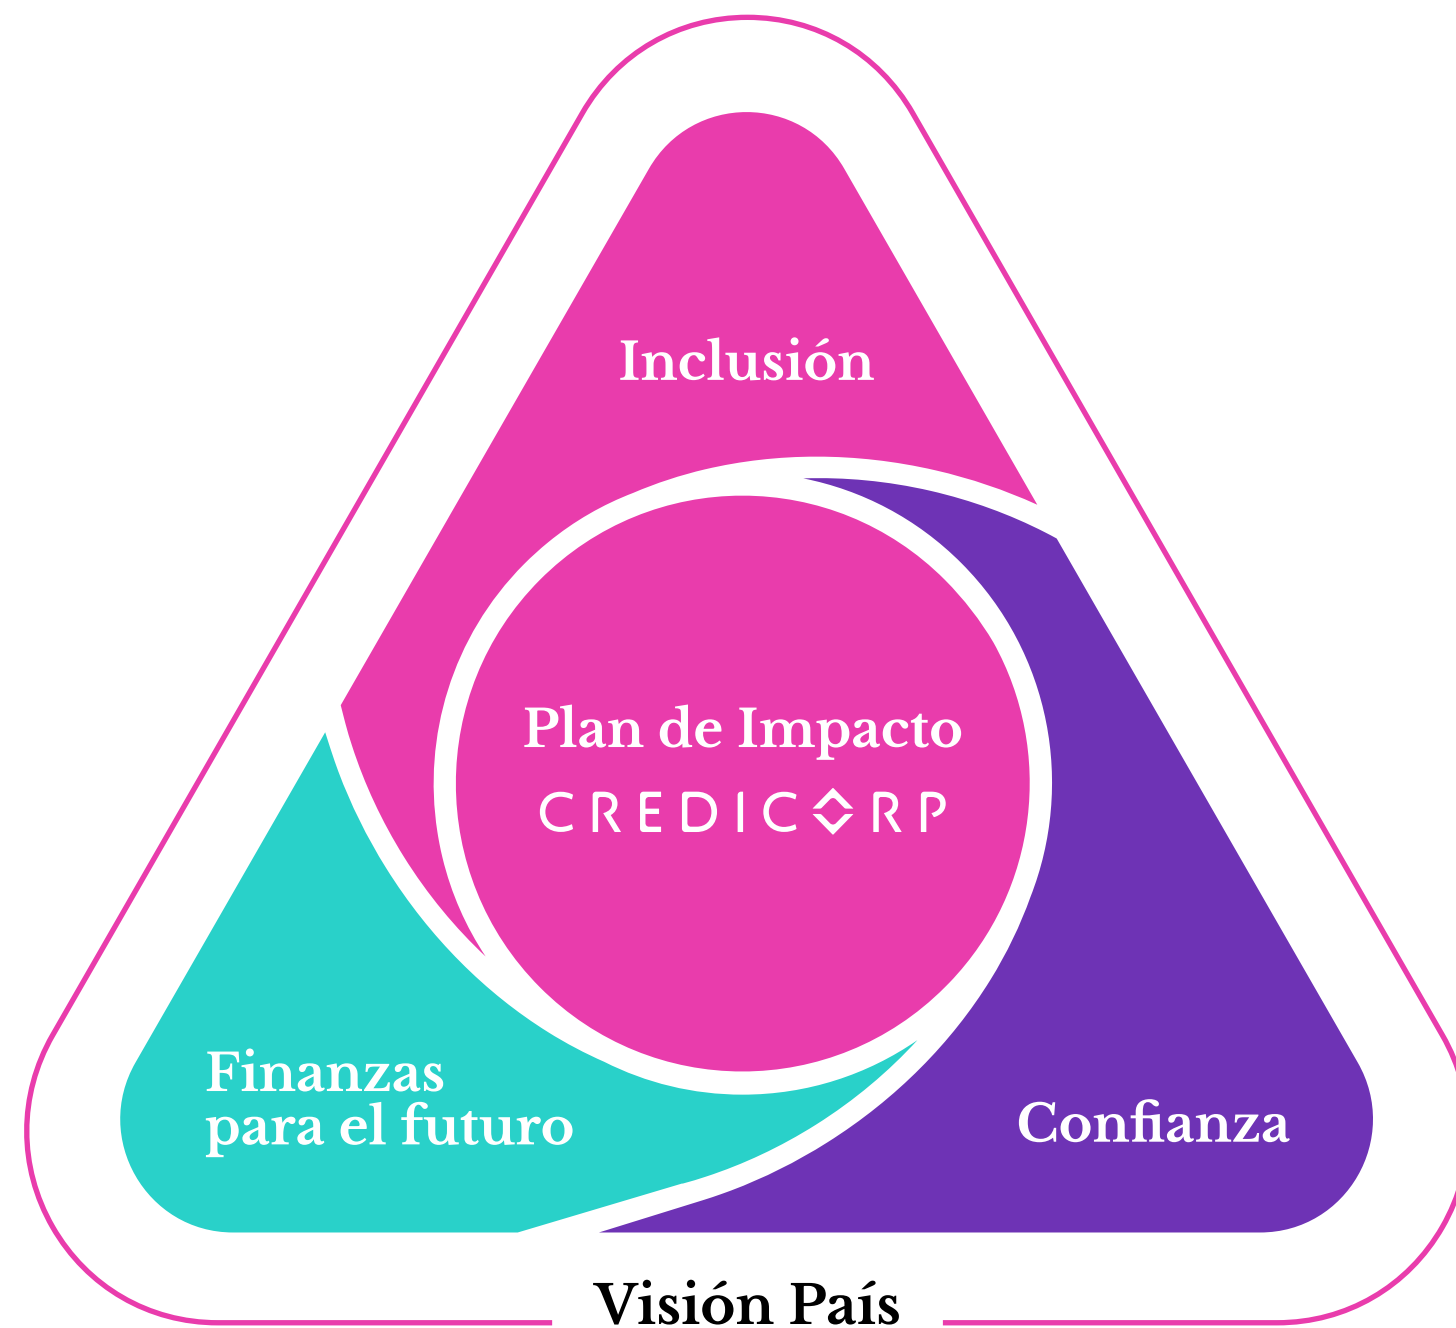 Inclusión
Plan de Impacto
CREDICORP
Finanzas
para el futuro
Confianza
Visión País